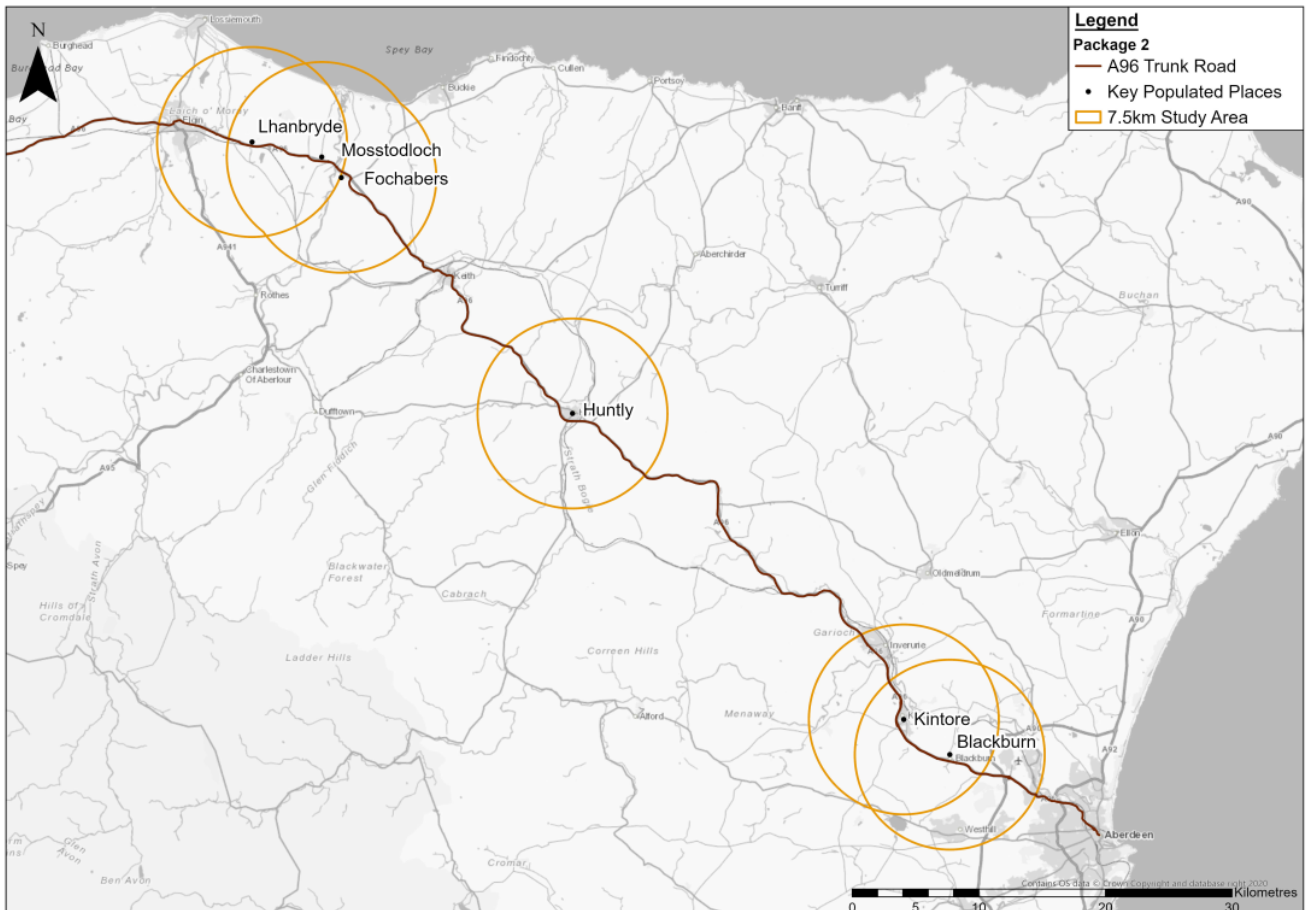 Legend
Package 2
A96 Trunk Road
Key Populated Places
7.5km Study Area
N
Lossiemouth
Burghead
Spey Bay
Findochty
Cullen
Portsoy
Banff
Buckie
Bay
Elgin
Lhanbryde
Mosstodloch
Fochabers
A90
A941
Keith
Aberchirder
Turriff
Buchan
Rothes
Charlestown
Of Aberlour
Dufftown
Huntly
A90
A95
Glen Fiddich
Strath Bogie
Strath Avon
Spey
Ellon
Blackwater
Forest
Cabrach
Oldmeldrum
Hills of
Cromdale
Formartine
A90
Garioch
Inverurie
Ladder Hills
Correen Hills
Alford
Menaway
Kintore
Blackburn
Blackburn
A92
Westhill
Aberdeen
Glen
Avon
Ben Avon
Cromar
Contains OS data © Crown Copyright and database right 2020
Kilometres
0 5 10 20 30